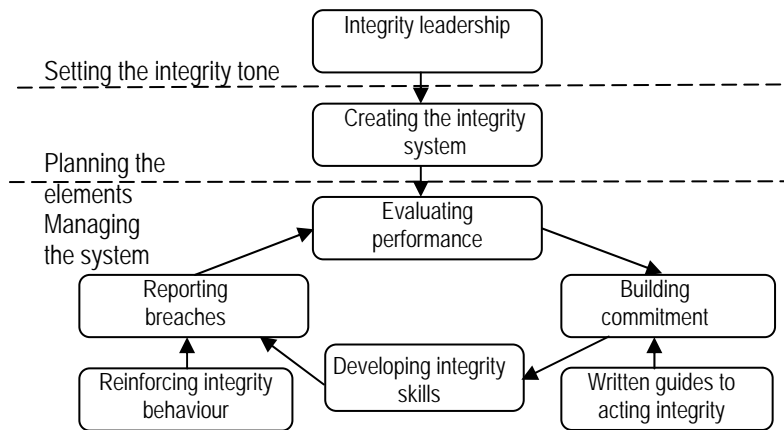 Integrity leadership
Setting the integrity tone
Creating the integrity
system
Planning the
elements
Managing
the system
Evaluating
performance
Reporting
breaches
Building
commitment
Developing integrity
skills
Reinforcing integrity
behaviour
Written guides to
acting integrity